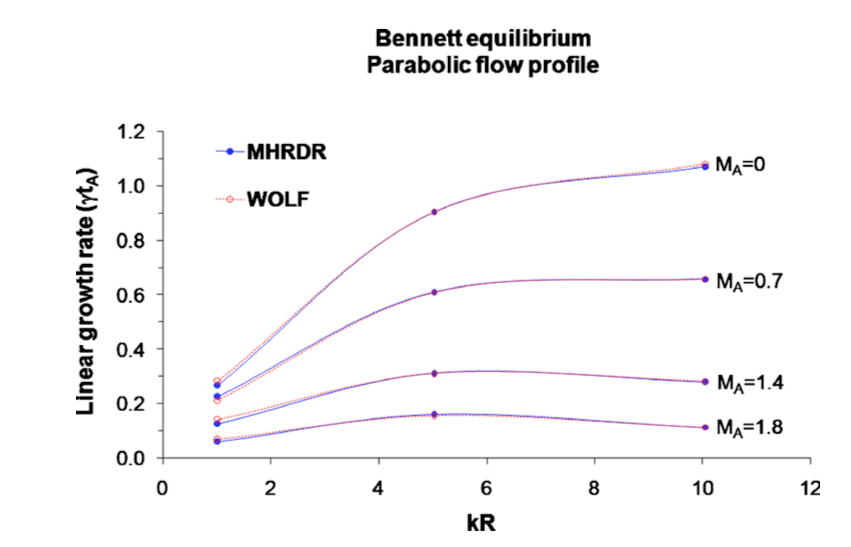 Bennett equilibrium
Parabolic flow profile
Linear growth rate (γt_A)
1.2
1.0
0.8
0.6
0.4
0.2
0.0
MHRDR
WOLF
M_A=0
M_A=0.7
M_A=1.4
M_A=1.8
0 2 4 6 8 10 12
kR